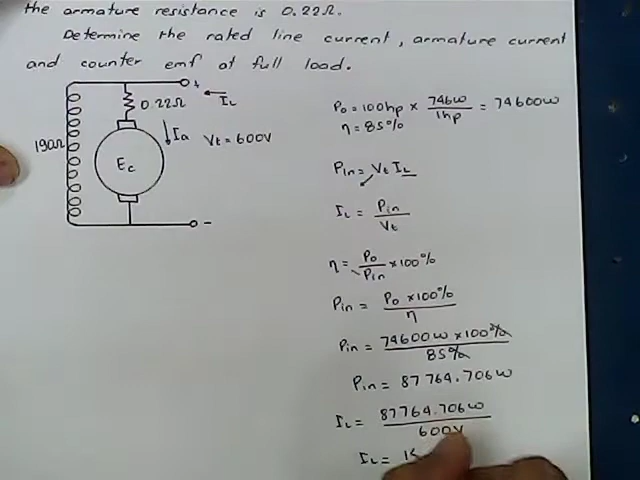 the armature resistance is 0.22Ω.
Determine the rated line current, armature current
and counter emf at full load.
+
0.22Ω
IL
190Ω
Ia
Vt = 600V
Ec
-
Po = 100hp × 746W / 1hp = 74600W
η = 85%
Pin = Vt IL
IL = Pin / Vt
η = Po / Pin × 100%
Pin = Po × 100% / η
Pin = 74600W × 100% / 85%
Pin = 87764.706W
IL = 87764.706W / 600V
IL =